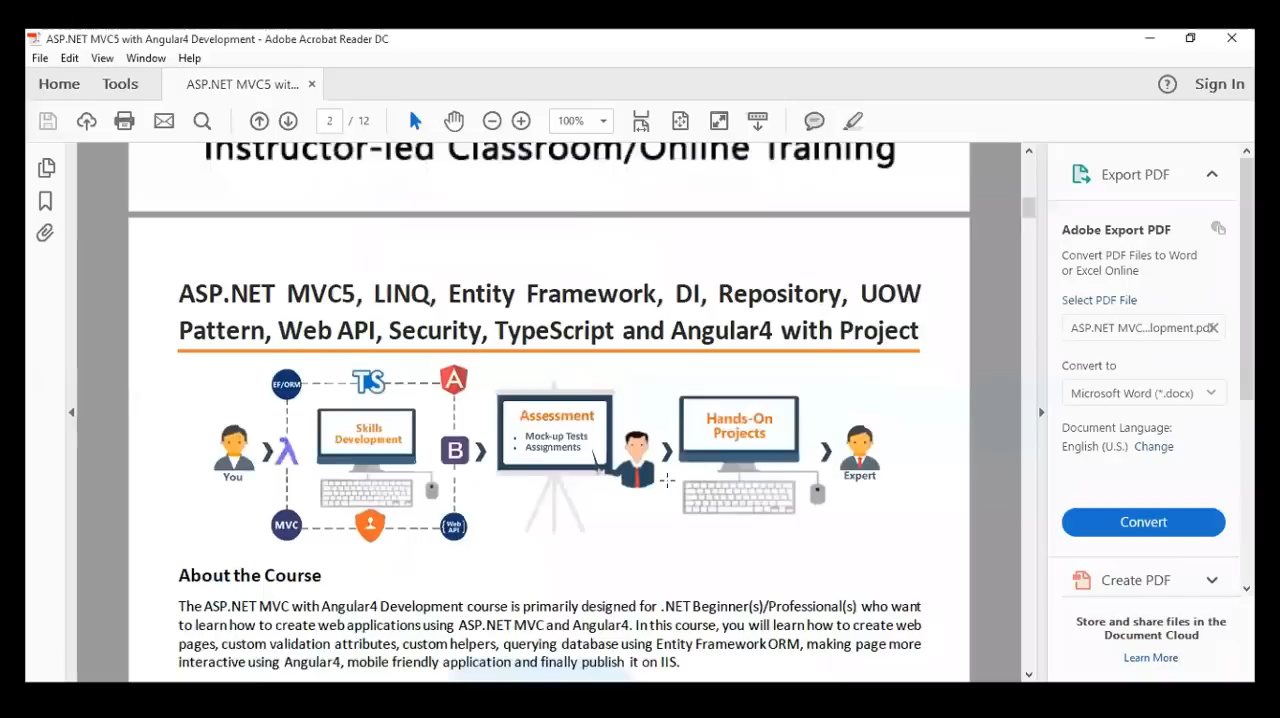 ASP.NET MVC5 with Angular4 Development - Adobe Acrobat Reader DC
File Edit View Window Help
Home Tools ASP.NET MVC5 wit... × Sign In
2 / 12 100%
Instructor-led Classroom/Online Training
ASP.NET MVC5, LINQ, Entity Framework, DI, Repository, UOW
Pattern, Web API, Security, TypeScript and Angular4 with Project
EF/ORM TS A
You
λ
Skills
Development
B
MVC
Web
API
Assessment
• Mock-up Tests
• Assignments
Hands-On
Projects
Expert
About the Course
The ASP.NET MVC with Angular4 Development course is primarily designed for .NET Beginner(s)/Professional(s) who want
to learn how to create web applications using ASP.NET MVC and Angular4. In this course, you will learn how to create web
pages, custom validation attributes, custom helpers, querying database using Entity Framework ORM, making page more
interactive using Angular4, mobile friendly application and finally publish it on IIS.
Export PDF
Adobe Export PDF
Convert PDF Files to Word
or Excel Online
Select PDF File
ASP.NET MVC...lopment.pdf
Convert to
Microsoft Word (*.docx)
Document Language:
English (U.S.) Change
Convert
Create PDF
Store and share files in the
Document Cloud
Learn More